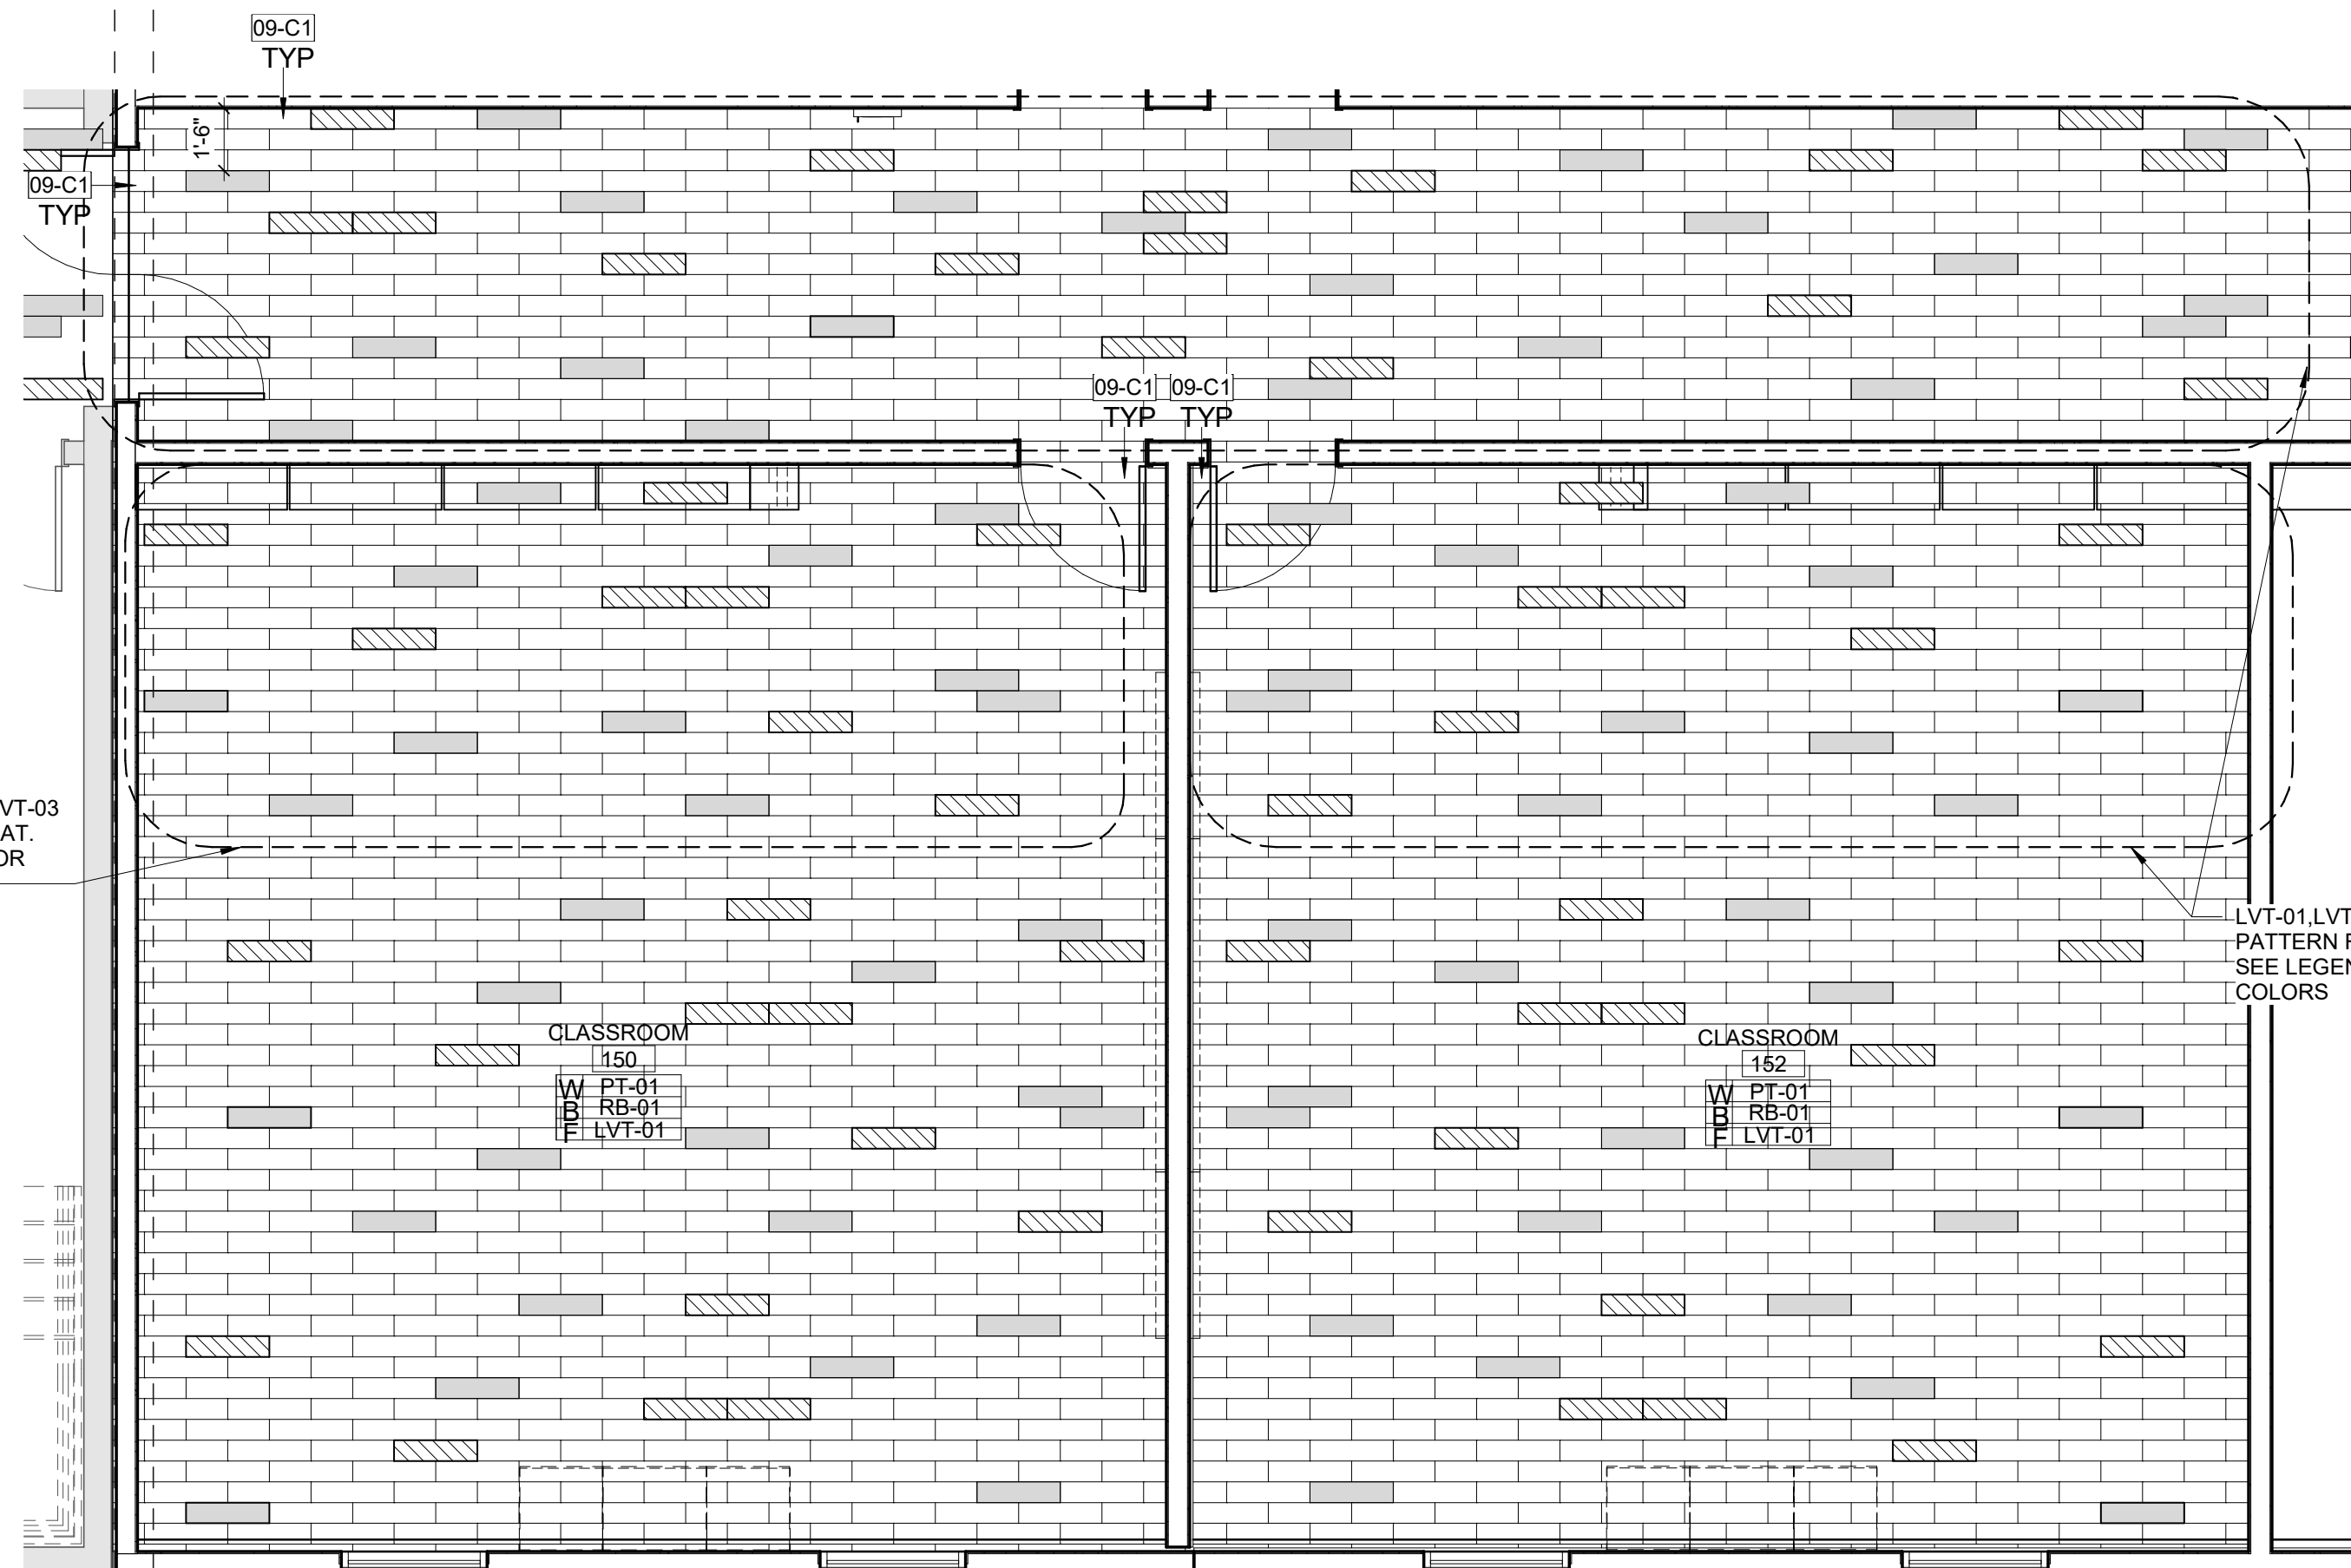 09-C1
TYP
1'-6"
09-C1
TYP
09-C1
TYP
09-C1
TYP
VT-03
AT.
OR
LVT-01,LVT
PATTERN
SEE LEGEN
COLORS
CLASSROOM
150
W PT-01
B RB-01
F LVT-01
CLASSROOM
152
W PT-01
B RB-01
F LVT-01